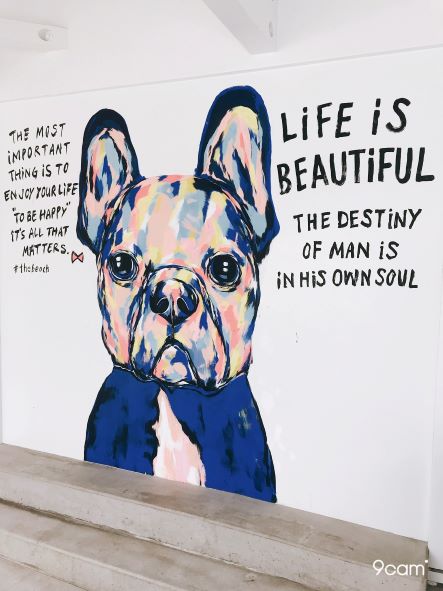 THE MOST
iMPORTANT
THiNG iS TO
ENJOY YOUR LiFE
"TO BE HAPPY"
iT'S ALL THAT
MATTERS.
#thebeach
LiFE iS
BEAUTiFUL
THE DESTiNY
OF MAN iS
iN HiS OWN SOUL
9cam